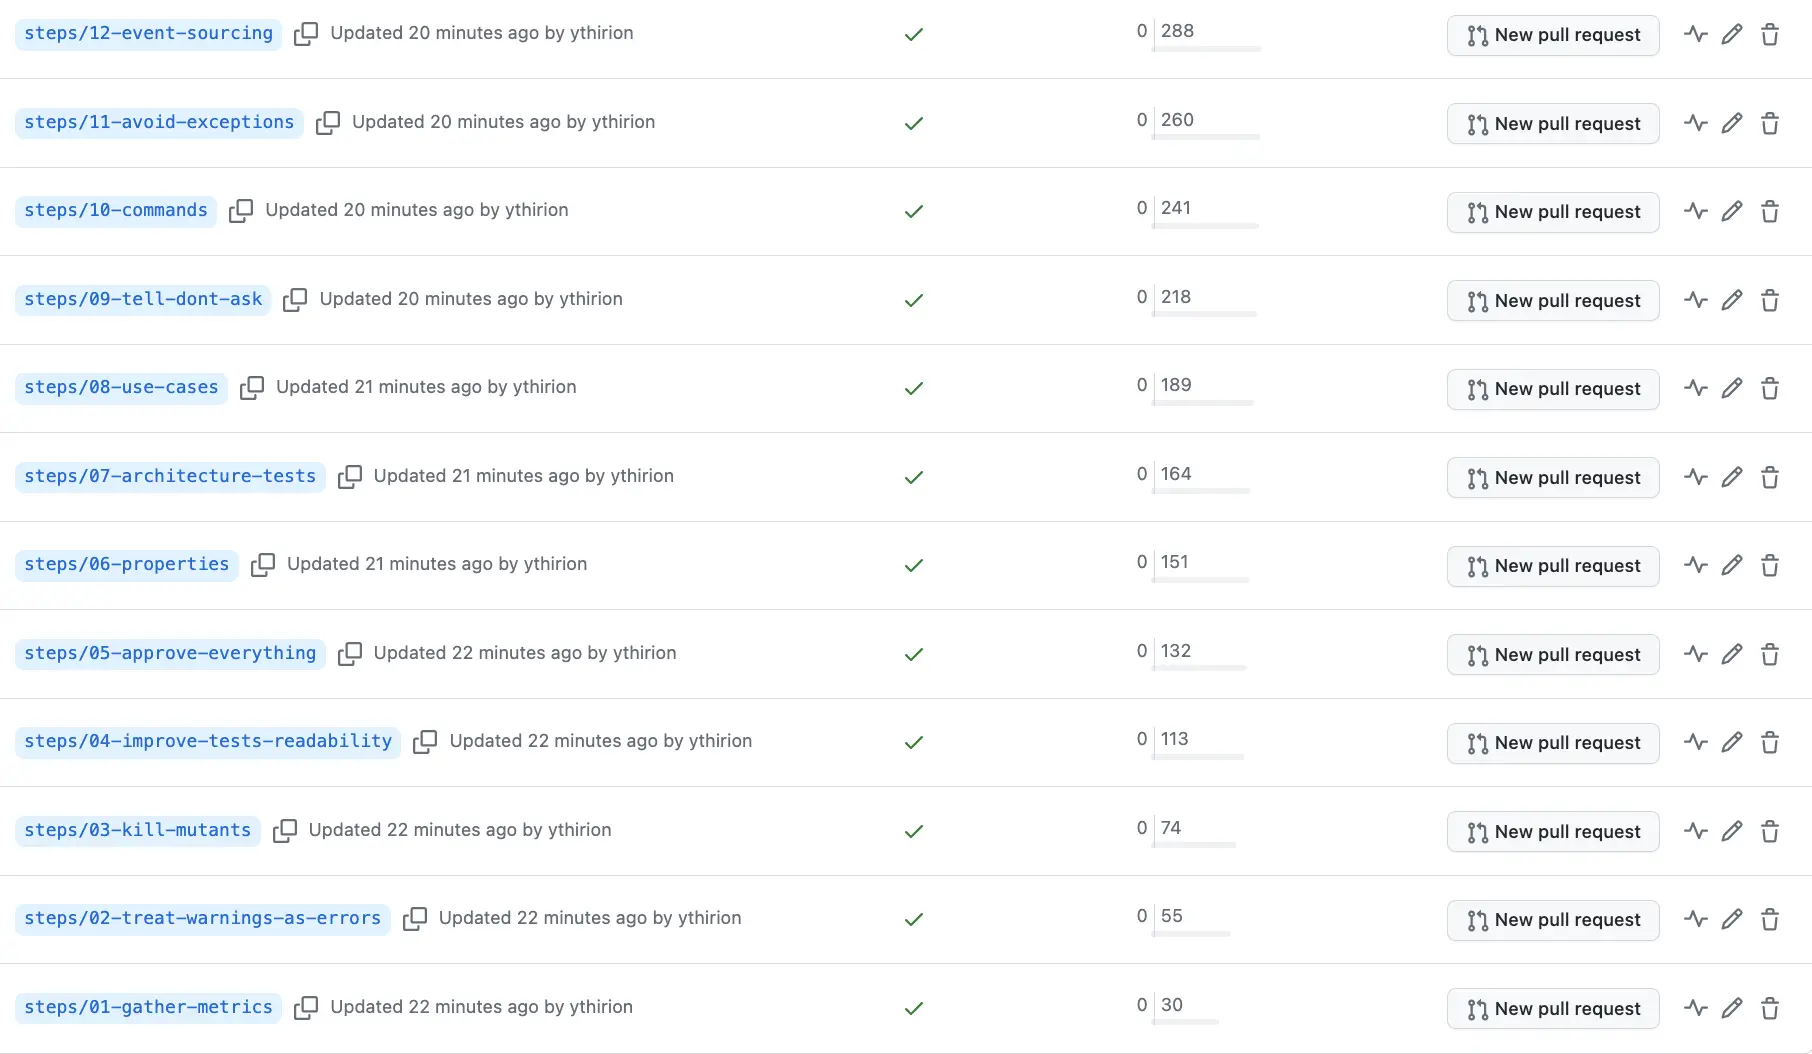 steps/12-event-sourcing Updated 20 minutes ago by ythirion 0 288 New pull request
steps/11-avoid-exceptions Updated 20 minutes ago by ythirion 0 260 New pull request
steps/10-commands Updated 20 minutes ago by ythirion 0 241 New pull request
steps/09-tell-dont-ask Updated 20 minutes ago by ythirion 0 218 New pull request
steps/08-use-cases Updated 21 minutes ago by ythirion 0 189 New pull request
steps/07-architecture-tests Updated 21 minutes ago by ythirion 0 164 New pull request
steps/06-properties Updated 21 minutes ago by ythirion 0 151 New pull request
steps/05-approve-everything Updated 22 minutes ago by ythirion 0 132 New pull request
steps/04-improve-tests-readability Updated 22 minutes ago by ythirion 0 113 New pull request
steps/03-kill-mutants Updated 22 minutes ago by ythirion 0 74 New pull request
steps/02-treat-warnings-as-errors Updated 22 minutes ago by ythirion 0 55 New pull request
steps/01-gather-metrics Updated 22 minutes ago by ythirion 0 30 New pull request